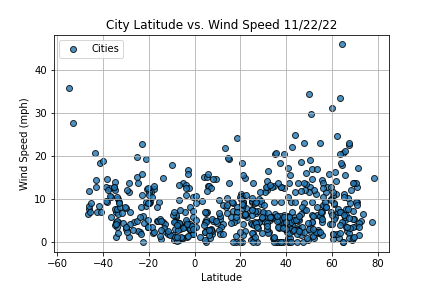 City Latitude vs. Wind Speed 11/22/22
Cities
Wind Speed (mph)
40
30
20
10
0
−60 −40 −20 0 20 40 60 80
Latitude